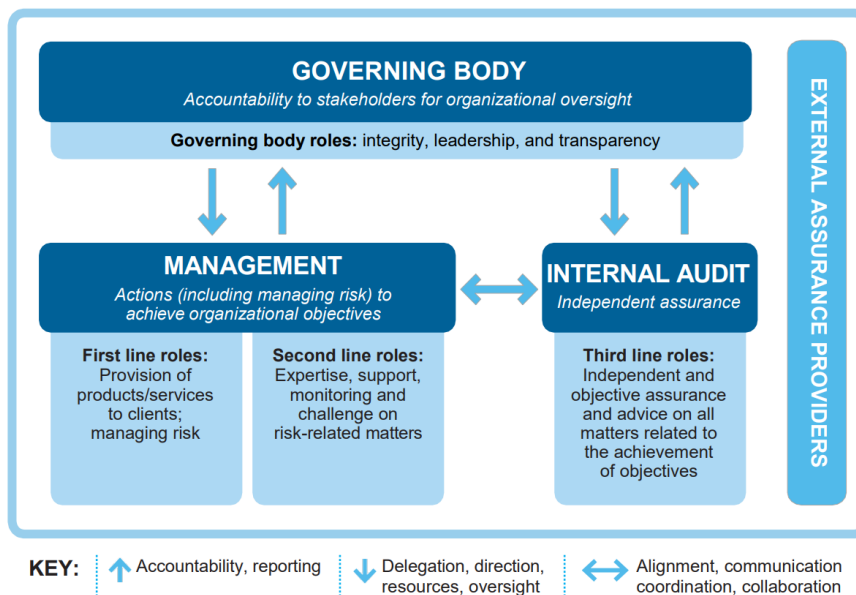 GOVERNING BODY
Accountability to stakeholders for organizational oversight
Governing body roles: integrity, leadership, and transparency
MANAGEMENT
Actions (including managing risk) to
achieve organizational objectives
INTERNAL AUDIT
Independent assurance
First line roles:
Provision of
products/services
to clients;
managing risk
Second line roles:
Expertise, support,
monitoring and
challenge on
risk-related matters
Third line roles:
Independent and
objective assurance
and advice on all
matters related to
the achievement
of objectives
EXTERNAL ASSURANCE PROVIDERS
KEY:
Accountability, reporting
Delegation, direction,
resources, oversight
Alignment, communication
coordination, collaboration